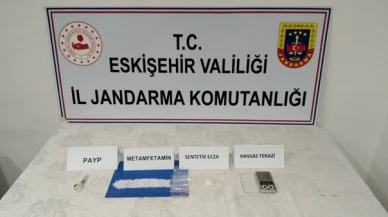 T.C.
ESKİŞEHİR VALİLİĞİ
İL JANDARMA KOMUTANLIĞI
PAYP
METAMFETAMİN
SENTETİK ECZA
HASSAS TERAZİ